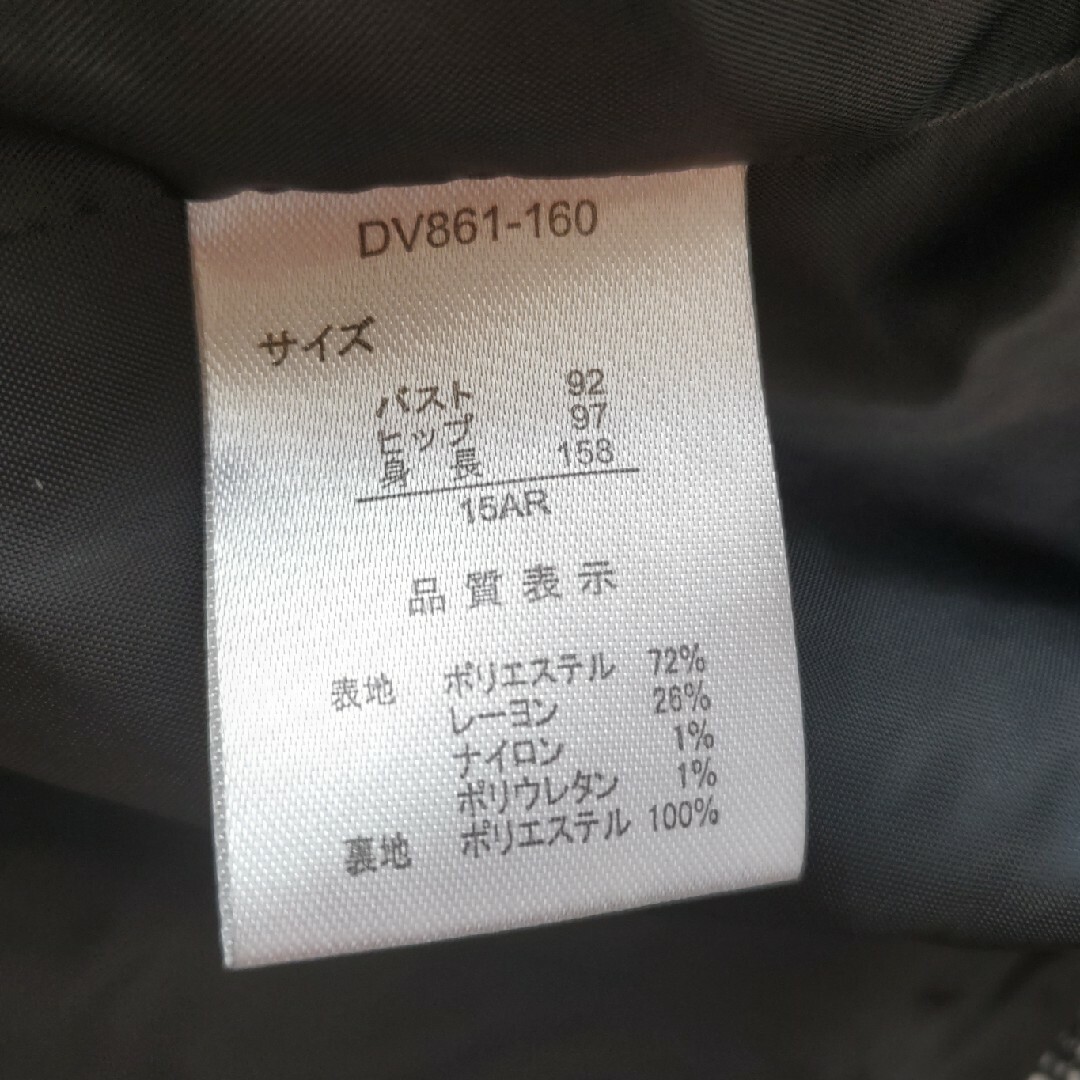 DV861-160
サイズ
バスト 92
ヒップ 97
身 長 158
15AR
品質表示
表地 ポリエステル 72%
レーヨン 26%
ナイロン 1%
ポリウレタン 1%
裏地 ポリエステル 100%